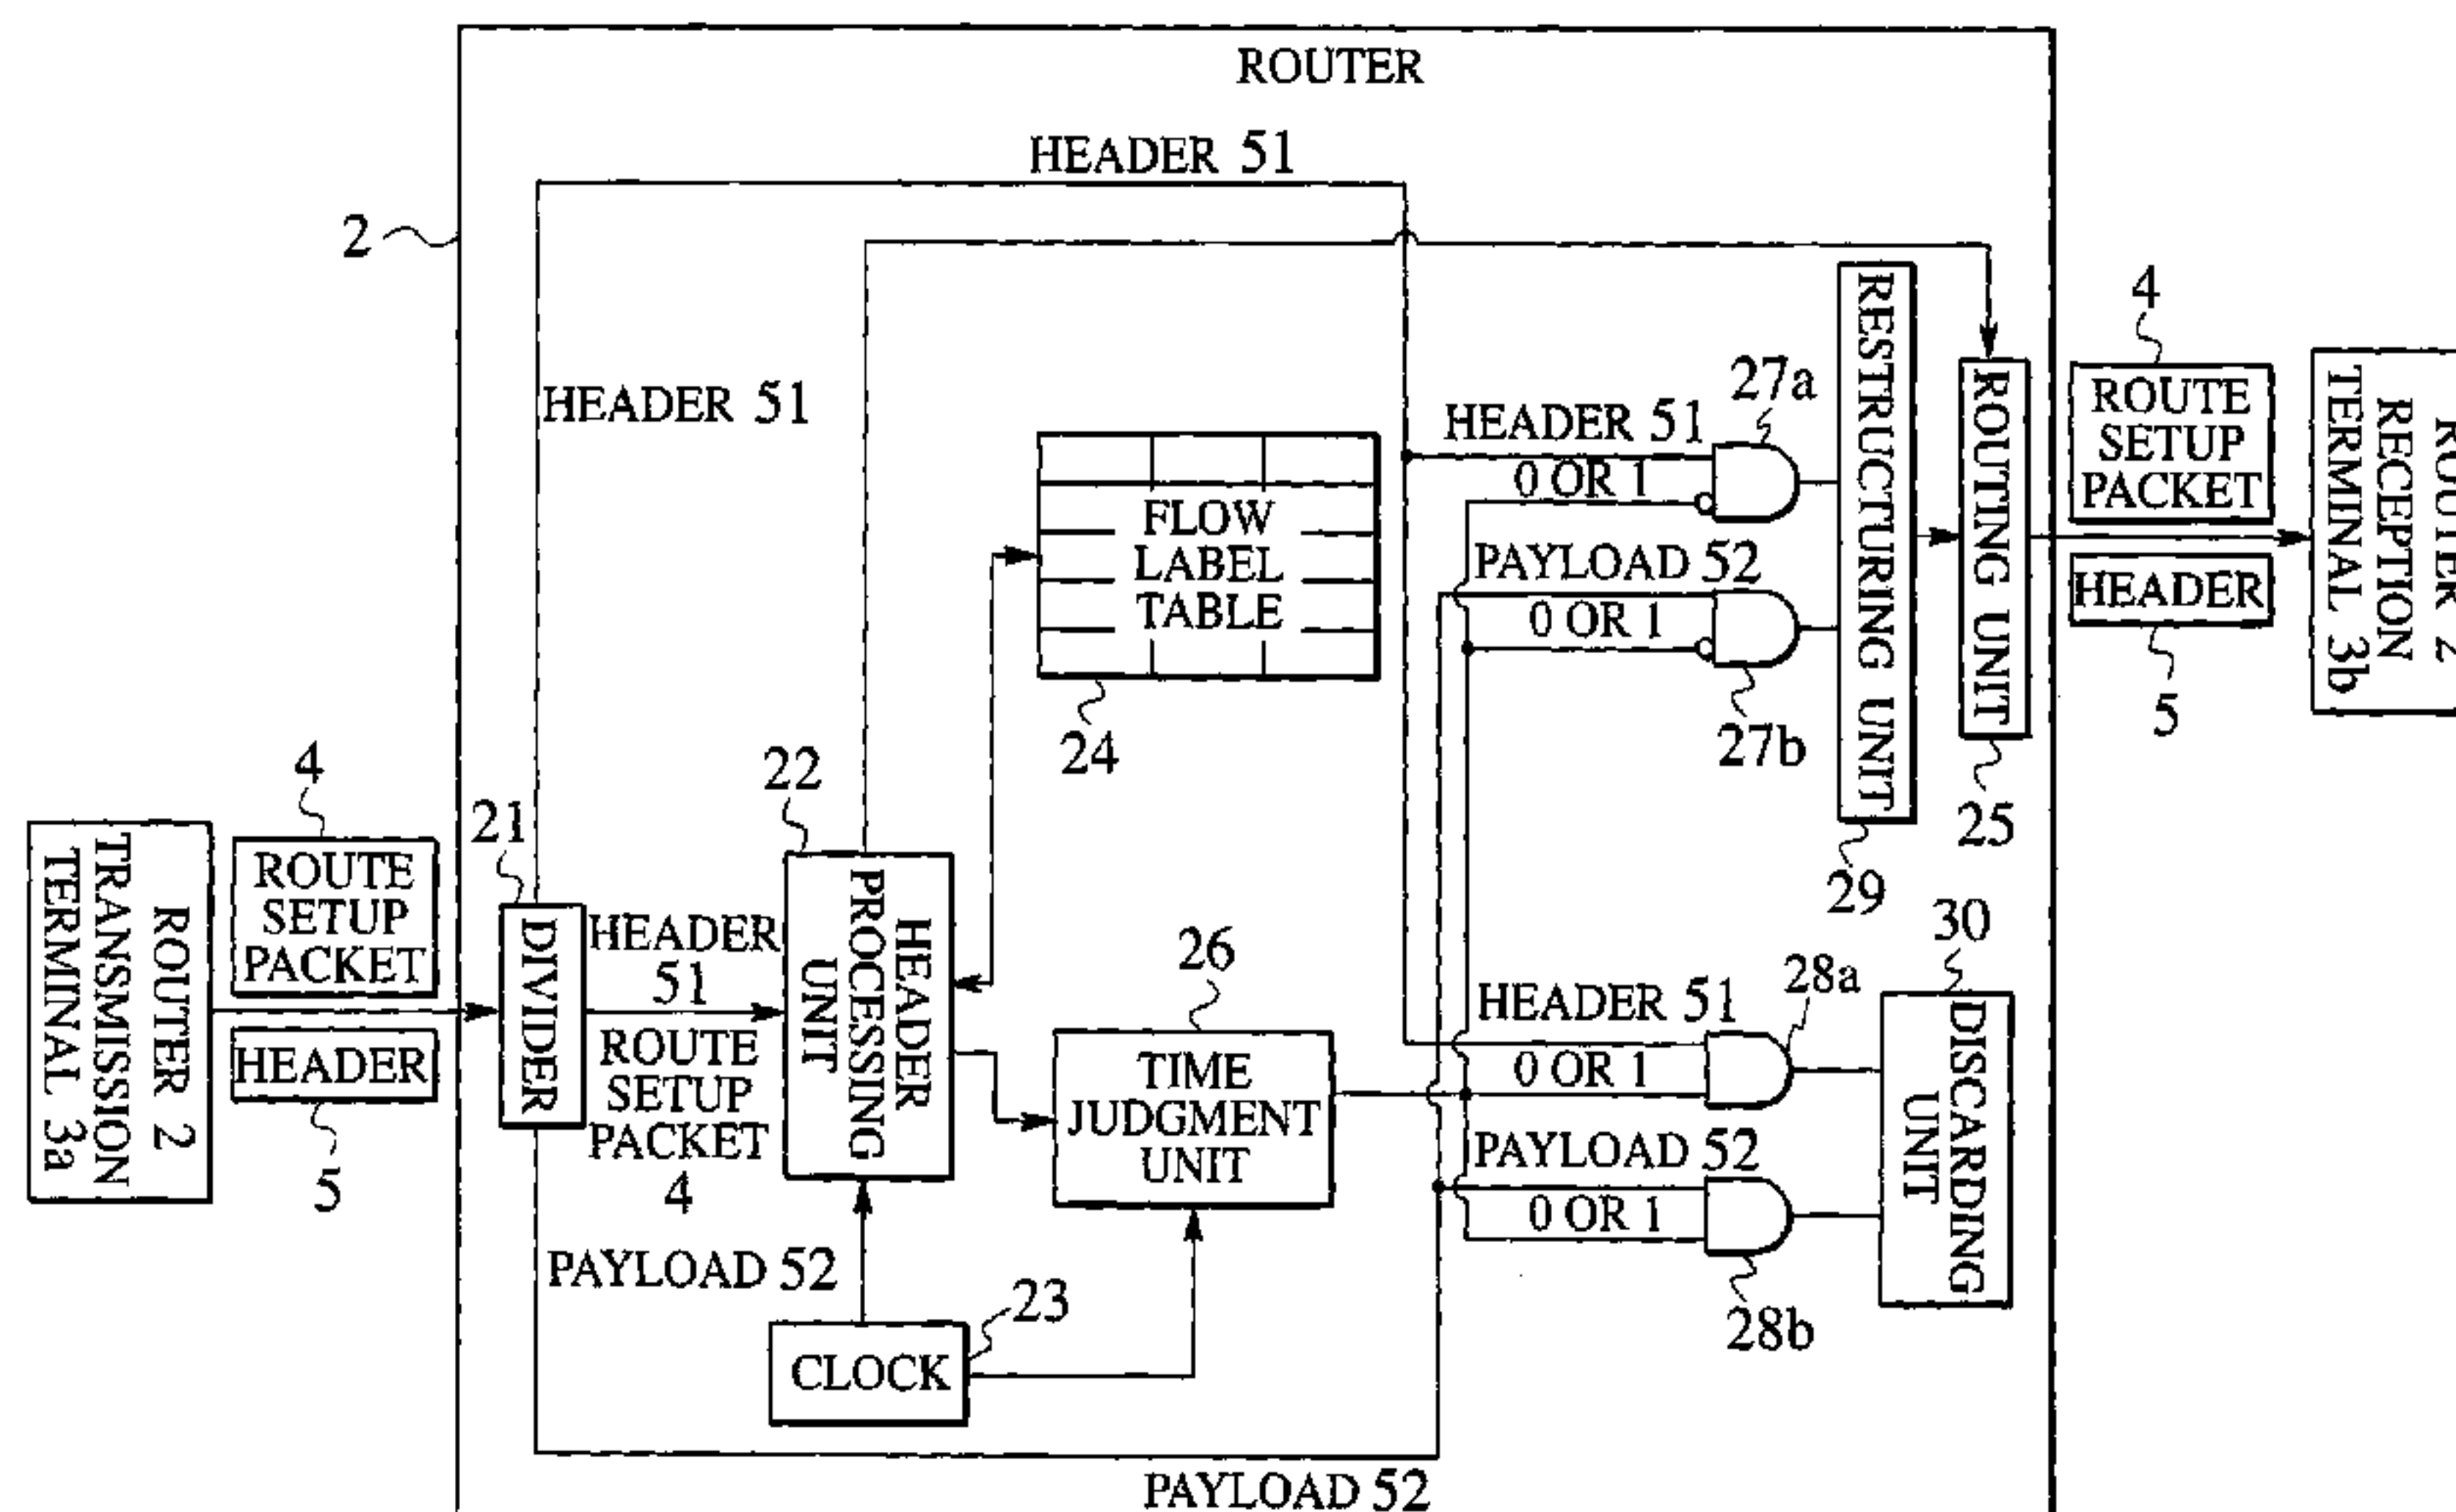 ROUTER
HEADER 51
2
HEADER 51
4
ROUTE
SETUP
PACKET
HEADER
5
ROUTER 2
TRANSMISSION
TERMINAL 3a
21
DIVIDER
HEADER
51
ROUTE
SETUP
PACKET
4
PAYLOAD 52
22
HEADER
PROCESSING
UNIT
23
CLOCK
PAYLOAD 52
FLOW
LABEL
TABLE
24
26
TIME
JUDGMENT
UNIT
HEADER 51
0 OR 1
27a
PAYLOAD 52
0 OR 1
27b
RESTRUCTURING UNIT
29
ROUTING UNIT
25
HEADER 51
0 OR 1
28a
PAYLOAD 52
0 OR 1
28b
30
DISCARDING
UNIT
4
ROUTE
SETUP
PACKET
HEADER
5
ROUTER 2
RECEPTION
TERMINAL 3b